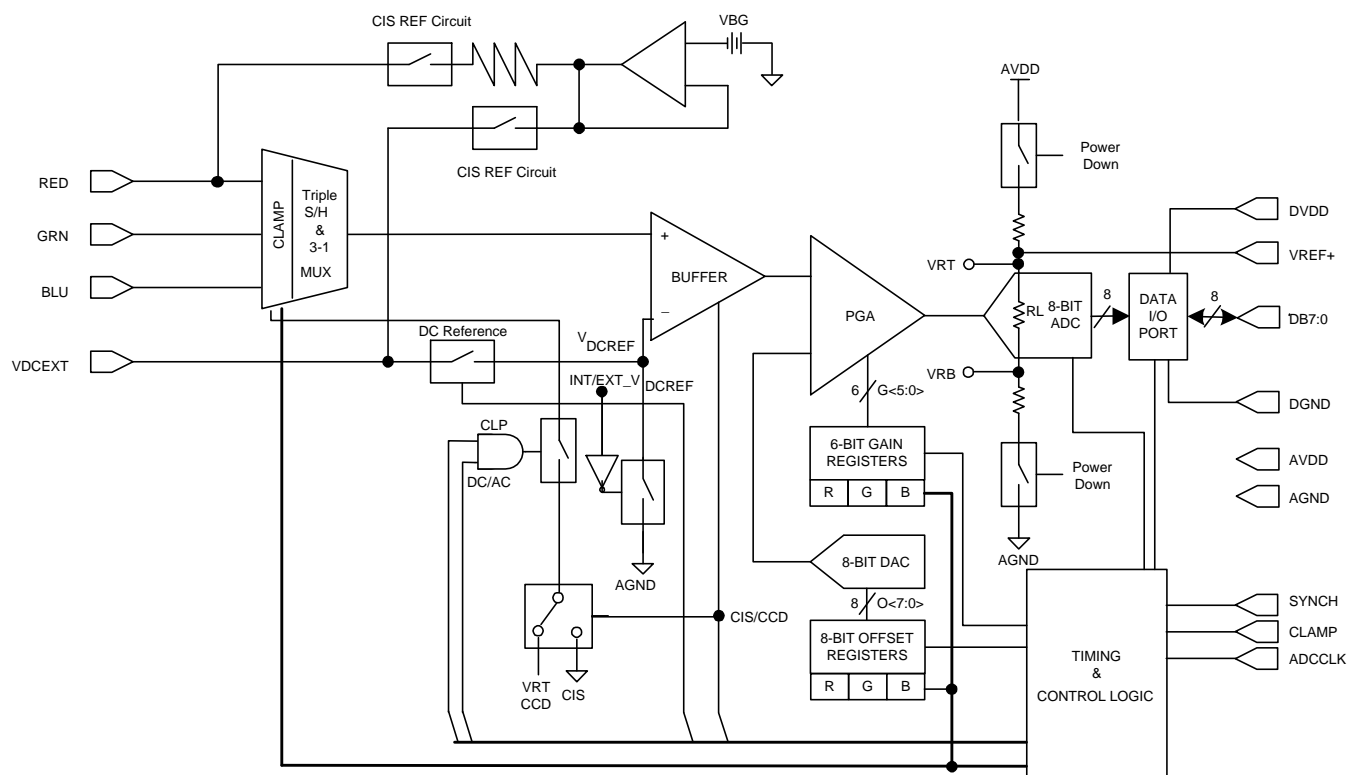 CIS REF Circuit
VBG
AVDD
CIS REF Circuit
Power
Down
RED
GRN
BLU
VDCEXT
CLAMP
Triple
S/H
&
3-1
MUX
+
BUFFER
–
DC Reference
VDCREF
INT/EXT_VDCREF
CLP
DC/AC
AGND
VRT
CCD
CIS
CIS/CCD
PGA
6
G<5:0>
6-BIT GAIN
REGISTERS
R G B
8-BIT DAC
8
O<7:0>
8-BIT OFFSET
REGISTERS
R G B
VRT
RL
8-BIT
ADC
VRB
8
DATA
I/O
PORT
8
Power
Down
AGND
TIMING
&
CONTROL LOGIC
DVDD
VREF+
DB7:0
DGND
AVDD
AGND
SYNCH
CLAMP
ADCCLK